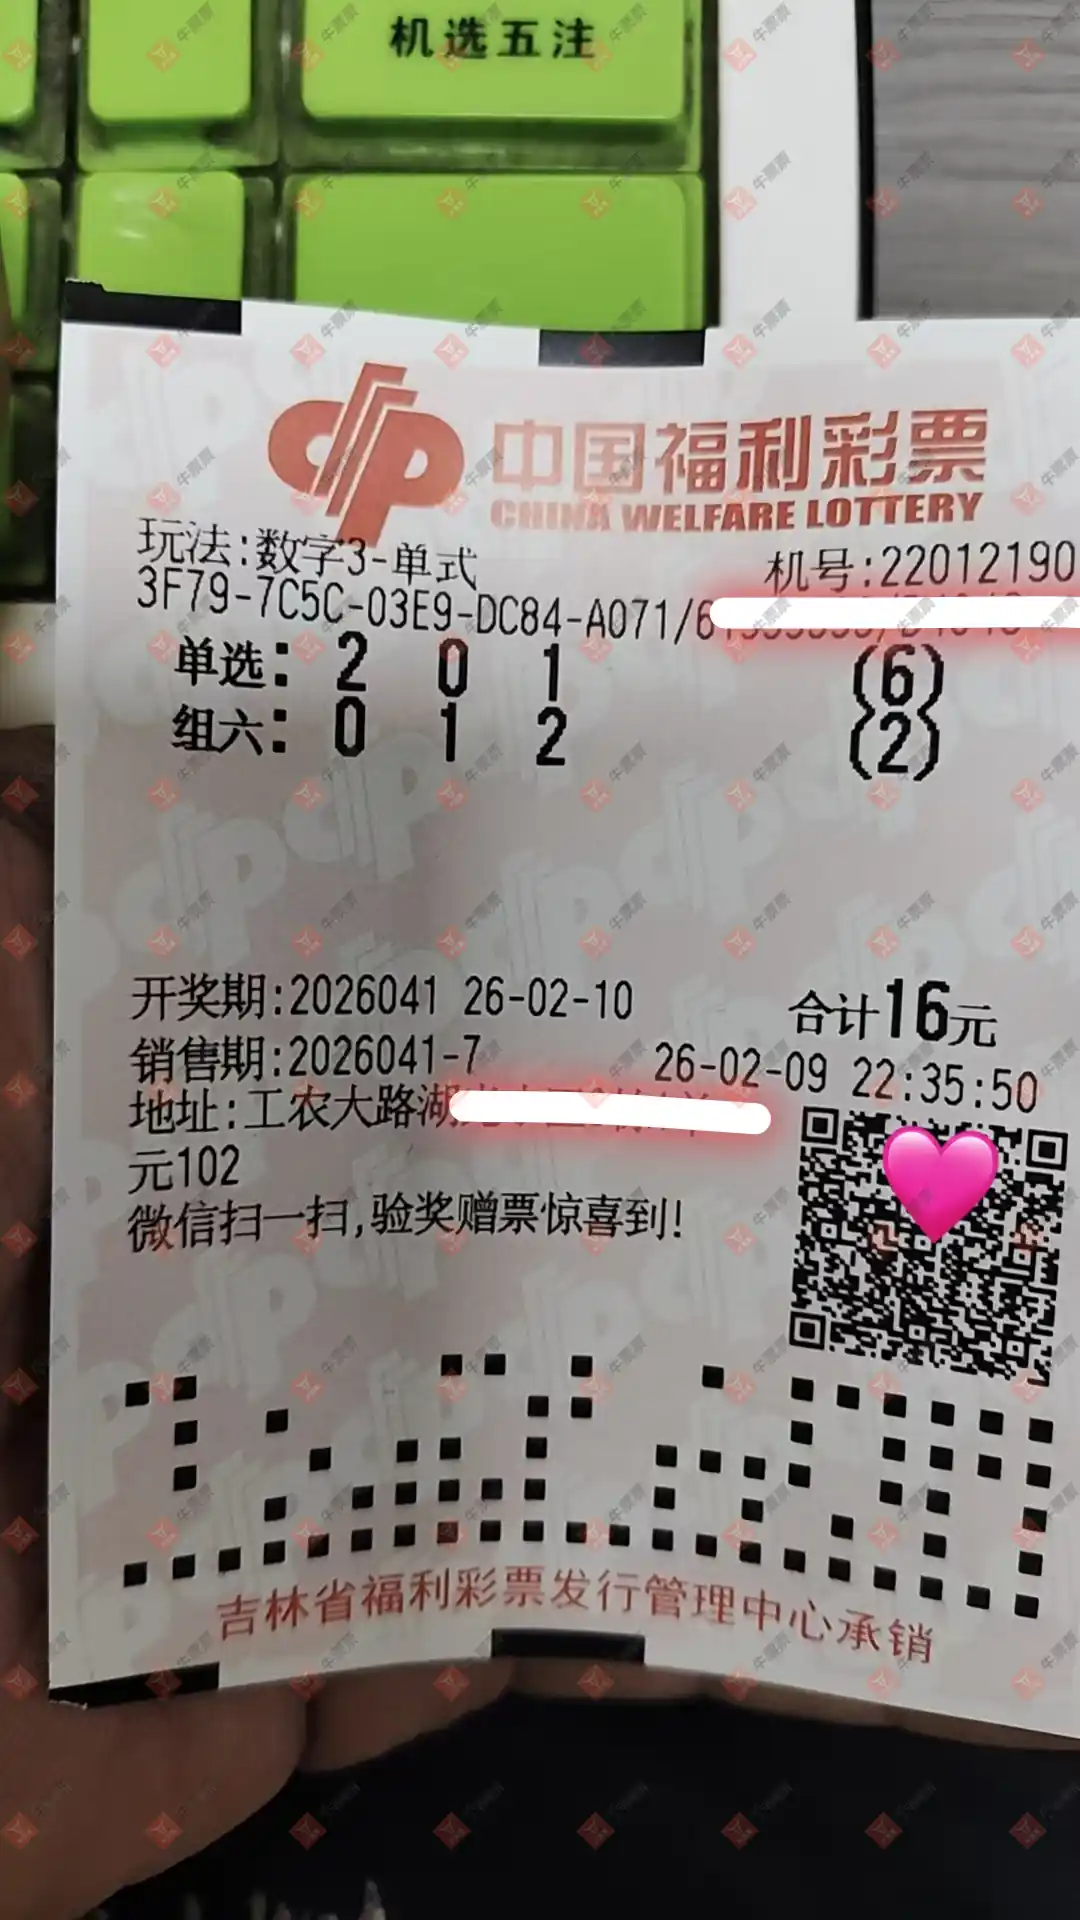 机选五注
中国福利彩票
CHINA WELFARE LOTTERY
玩法:数字3-单式
机号:22012190
3F79-7C5C-03E9-DC84-A071/6
单选: 2 0 1 (6)
组六: 0 1 2 (2)
开奖期:2026041 26-02-10
合计16元
销售期:2026041-7 26-02-09 22:35:50
地址:工农大路湖
元102
微信扫一扫,验奖赠票惊喜到!
吉林省福利彩票发行管理中心承销
牛票票